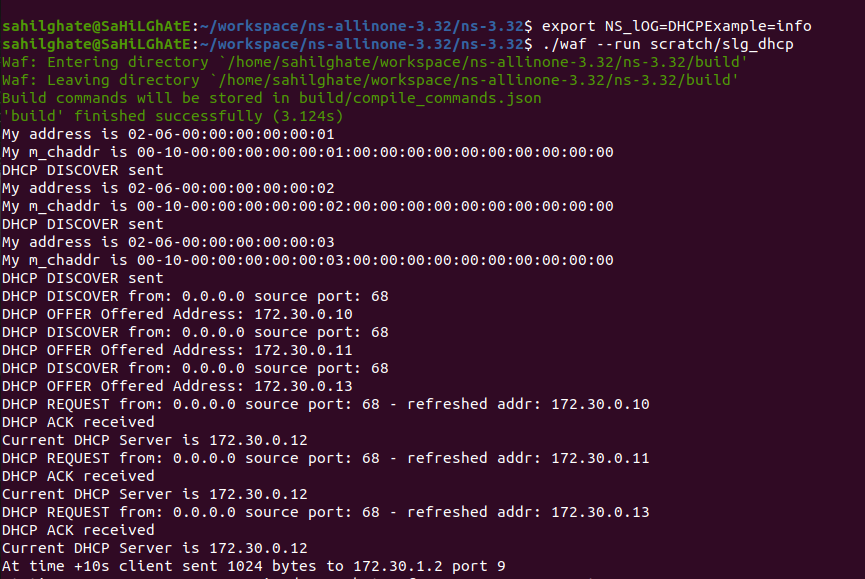 sahilghate@SaHiLGhAtE:~/workspace/ns-allinone-3.32/ns-3.32$ export NS_lOG=DHCPExample=info
sahilghate@SaHiLGhAtE:~/workspace/ns-allinone-3.32/ns-3.32$ ./waf --run scratch/slg_dhcp
Waf: Entering directory `/home/sahilghate/workspace/ns-allinone-3.32/ns-3.32/build'
Waf: Leaving directory `/home/sahilghate/workspace/ns-allinone-3.32/ns-3.32/build'
Build commands will be stored in build/compile_commands.json
'build' finished successfully (3.124s)
My address is 02-06-00:00:00:00:00:01
My m_chaddr is 00-10-00:00:00:00:00:01:00:00:00:00:00:00:00:00:00:00
DHCP DISCOVER sent
My address is 02-06-00:00:00:00:00:02
My m_chaddr is 00-10-00:00:00:00:00:02:00:00:00:00:00:00:00:00:00:00
DHCP DISCOVER sent
My address is 02-06-00:00:00:00:00:03
My m_chaddr is 00-10-00:00:00:00:00:03:00:00:00:00:00:00:00:00:00:00
DHCP DISCOVER sent
DHCP DISCOVER from: 0.0.0.0 source port: 68
DHCP OFFER Offered Address: 172.30.0.10
DHCP DISCOVER from: 0.0.0.0 source port: 68
DHCP OFFER Offered Address: 172.30.0.11
DHCP DISCOVER from: 0.0.0.0 source port: 68
DHCP OFFER Offered Address: 172.30.0.13
DHCP REQUEST from: 0.0.0.0 source port: 68 - refreshed addr: 172.30.0.10
DHCP ACK received
Current DHCP Server is 172.30.0.12
DHCP REQUEST from: 0.0.0.0 source port: 68 - refreshed addr: 172.30.0.11
DHCP ACK received
Current DHCP Server is 172.30.0.12
DHCP REQUEST from: 0.0.0.0 source port: 68 - refreshed addr: 172.30.0.13
DHCP ACK received
Current DHCP Server is 172.30.0.12
At time +10s client sent 1024 bytes to 172.30.1.2 port 9